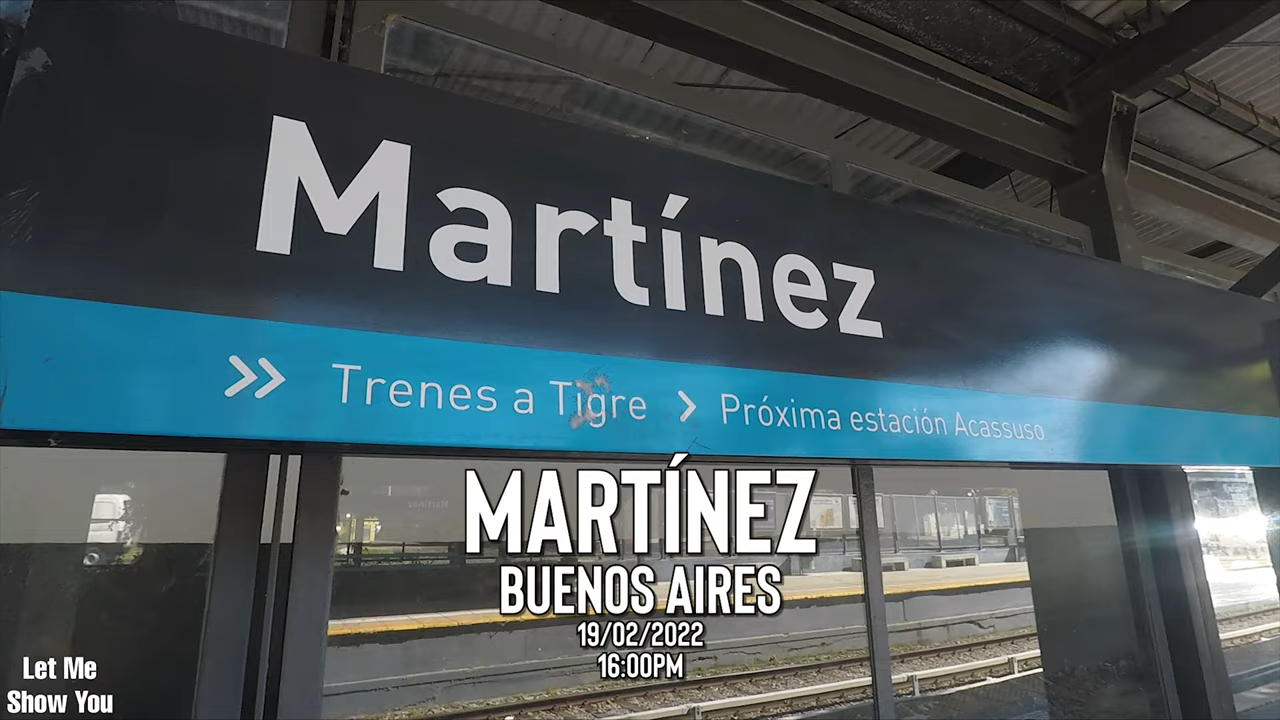 Martínez
>> Trenes a Tigre > Próxima estación Acassuso
MARTÍNEZ
BUENOS AIRES
19/02/2022
16:00PM
Let Me
Show You